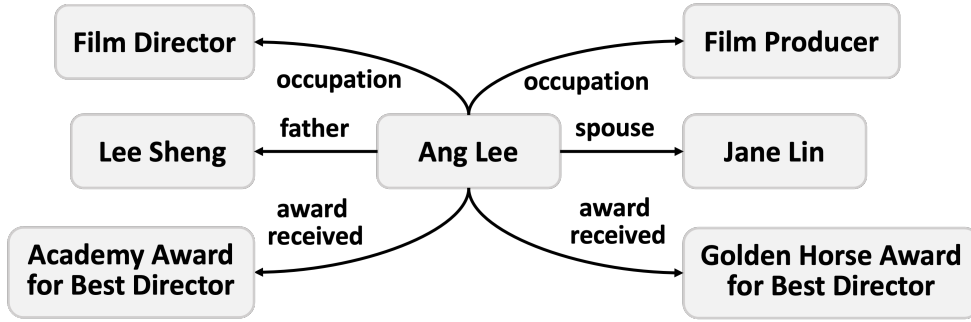 Film Director
Film Producer
occupation
occupation
father
spouse
Lee Sheng
Ang Lee
Jane Lin
award
received
award
received
Academy Award
for Best Director
Golden Horse Award
for Best Director